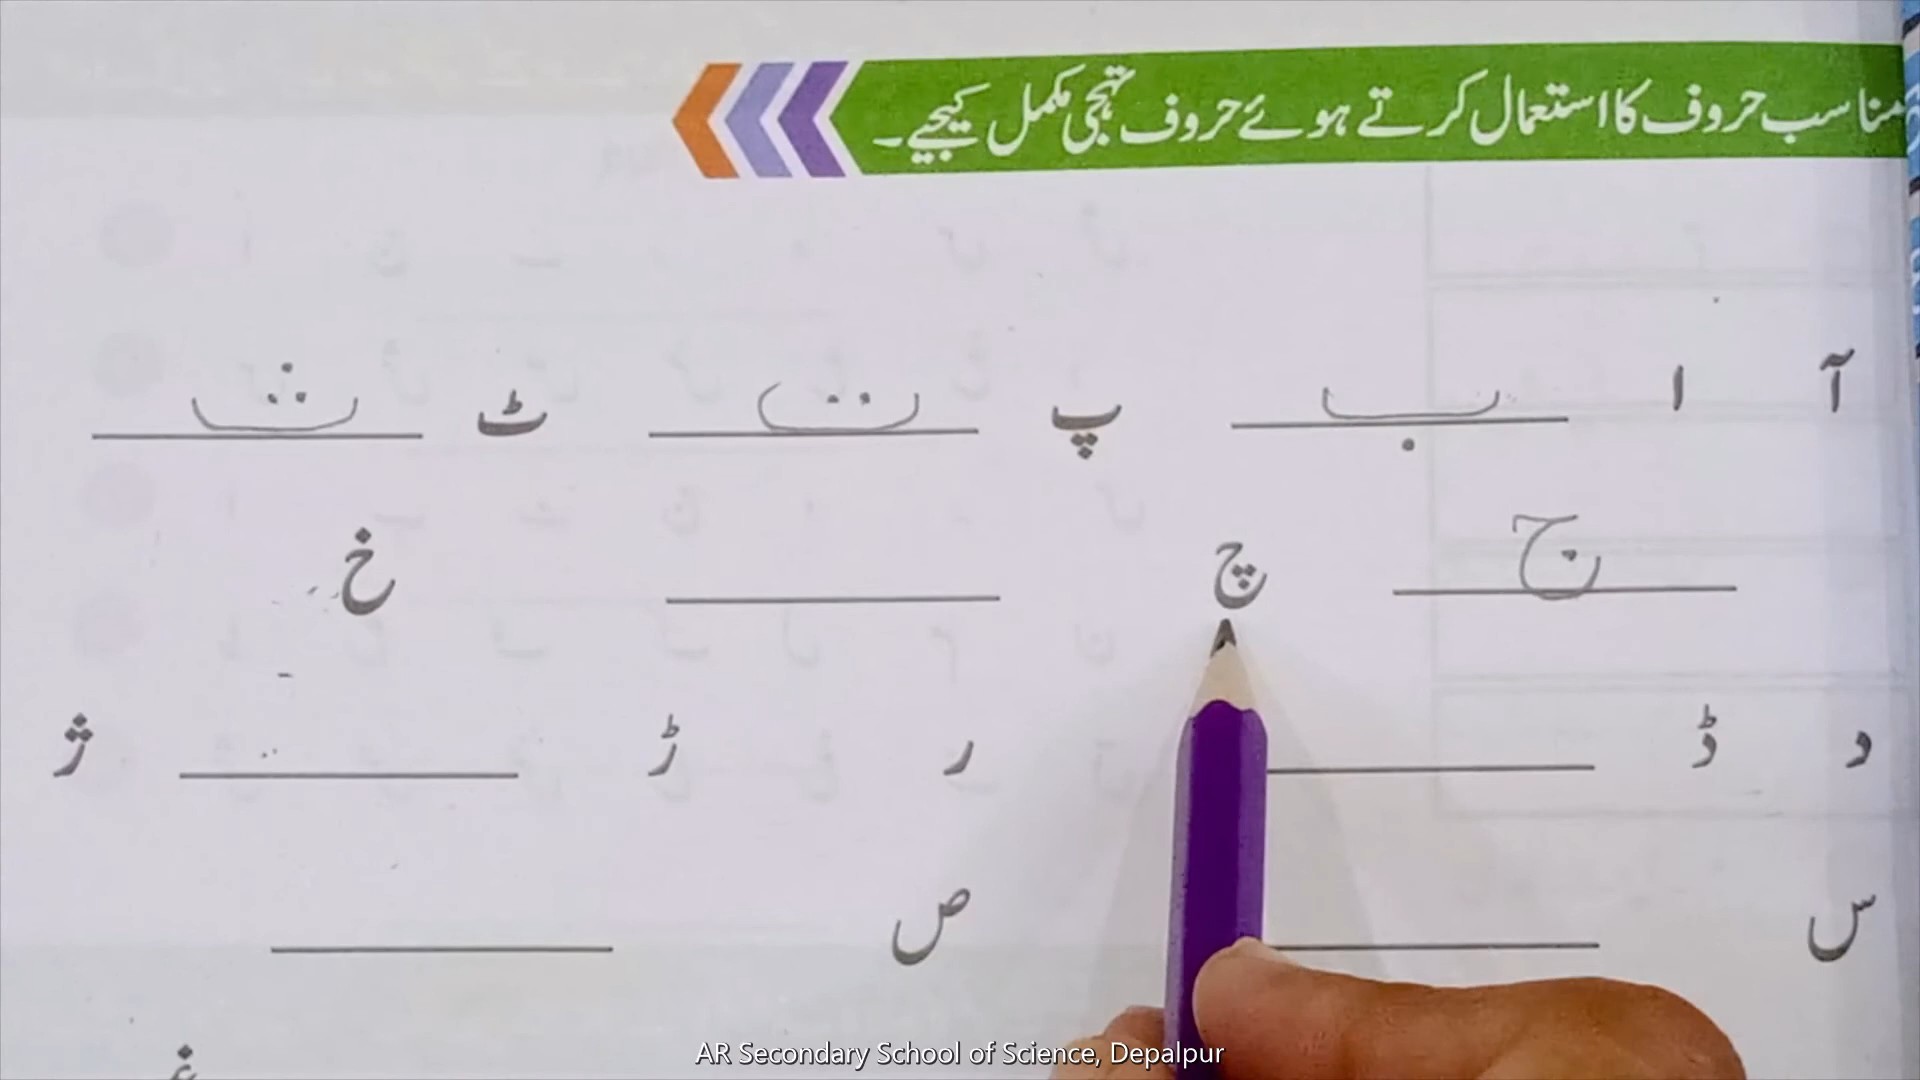 مناسب حروف کا استعمال کرتے ہوئے حروف تہجی مکمل کیجیے۔
آ ا ب پ ت ٹ ث
ج چ خ
د ڈ ر ڑ ژ
س ص
غ
AR Secondary School of Science, Depalpur